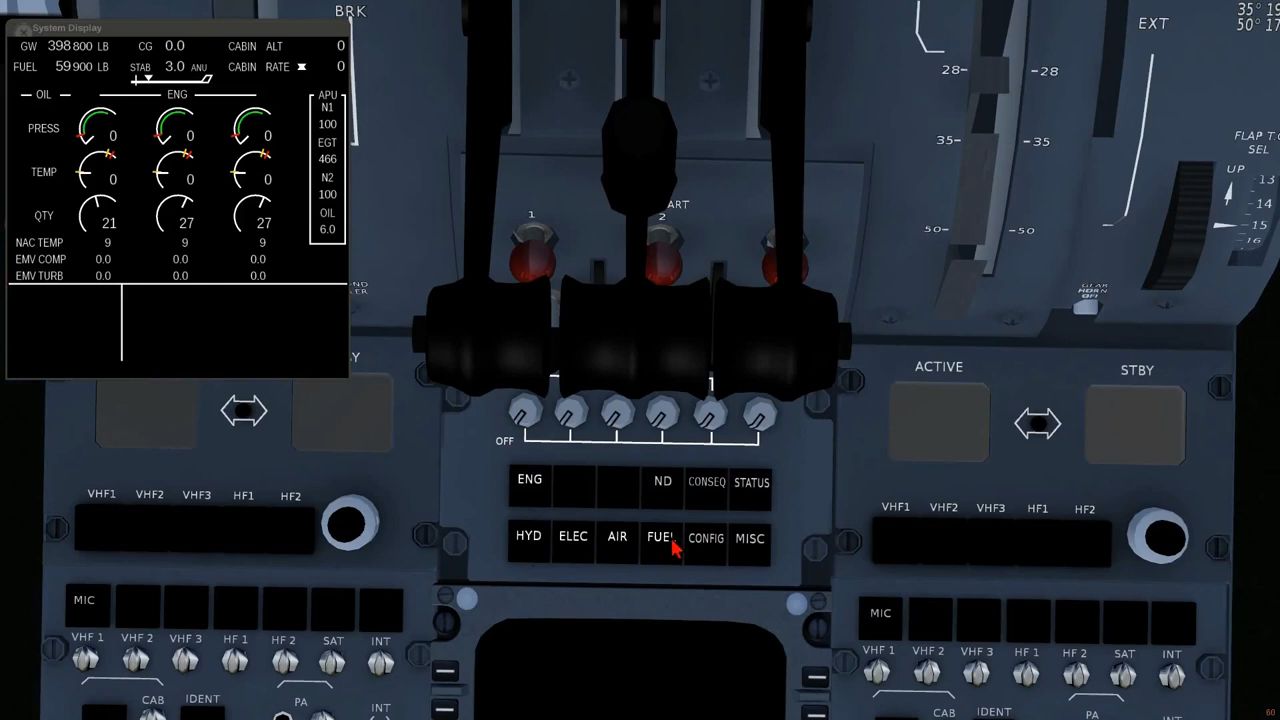 System Display
GW 398800 LB CG 0.0 CABIN ALT 0
FUEL 59900 LB STAB 3.0 ANU CABIN RATE 0
OIL ENG APU
PRESS 0 0 0
TEMP 0 0 0
QTY 21 27 27
NAC TEMP 9 9 9
EMV COMP 0.0 0.0 0.0
EMV TURB 0.0 0.0 0.0
N1
100
EGT
466
N2
100
OIL
6.0
BRK
1 2
OFF
ENG ND CONSEQ STATUS
HYD ELEC AIR FUEL CONFIG MISC
VHF1 VHF2 VHF3 HF1 HF2
MIC
VHF 1 VHF 2 VHF 3 HF 1 HF 2 SAT INT
CAB IDENT PA INT
EXT
28 28
35 35
50 50
GEAR
HORN
OFF
UP
13
14
15
16
SEL
ACTIVE STBY
VHF1 VHF2 VHF3 HF1 HF2
MIC
VHF 1 VHF 2 VHF 3 HF 1 HF 2 SAT INT
CAB IDENT PA INT
60